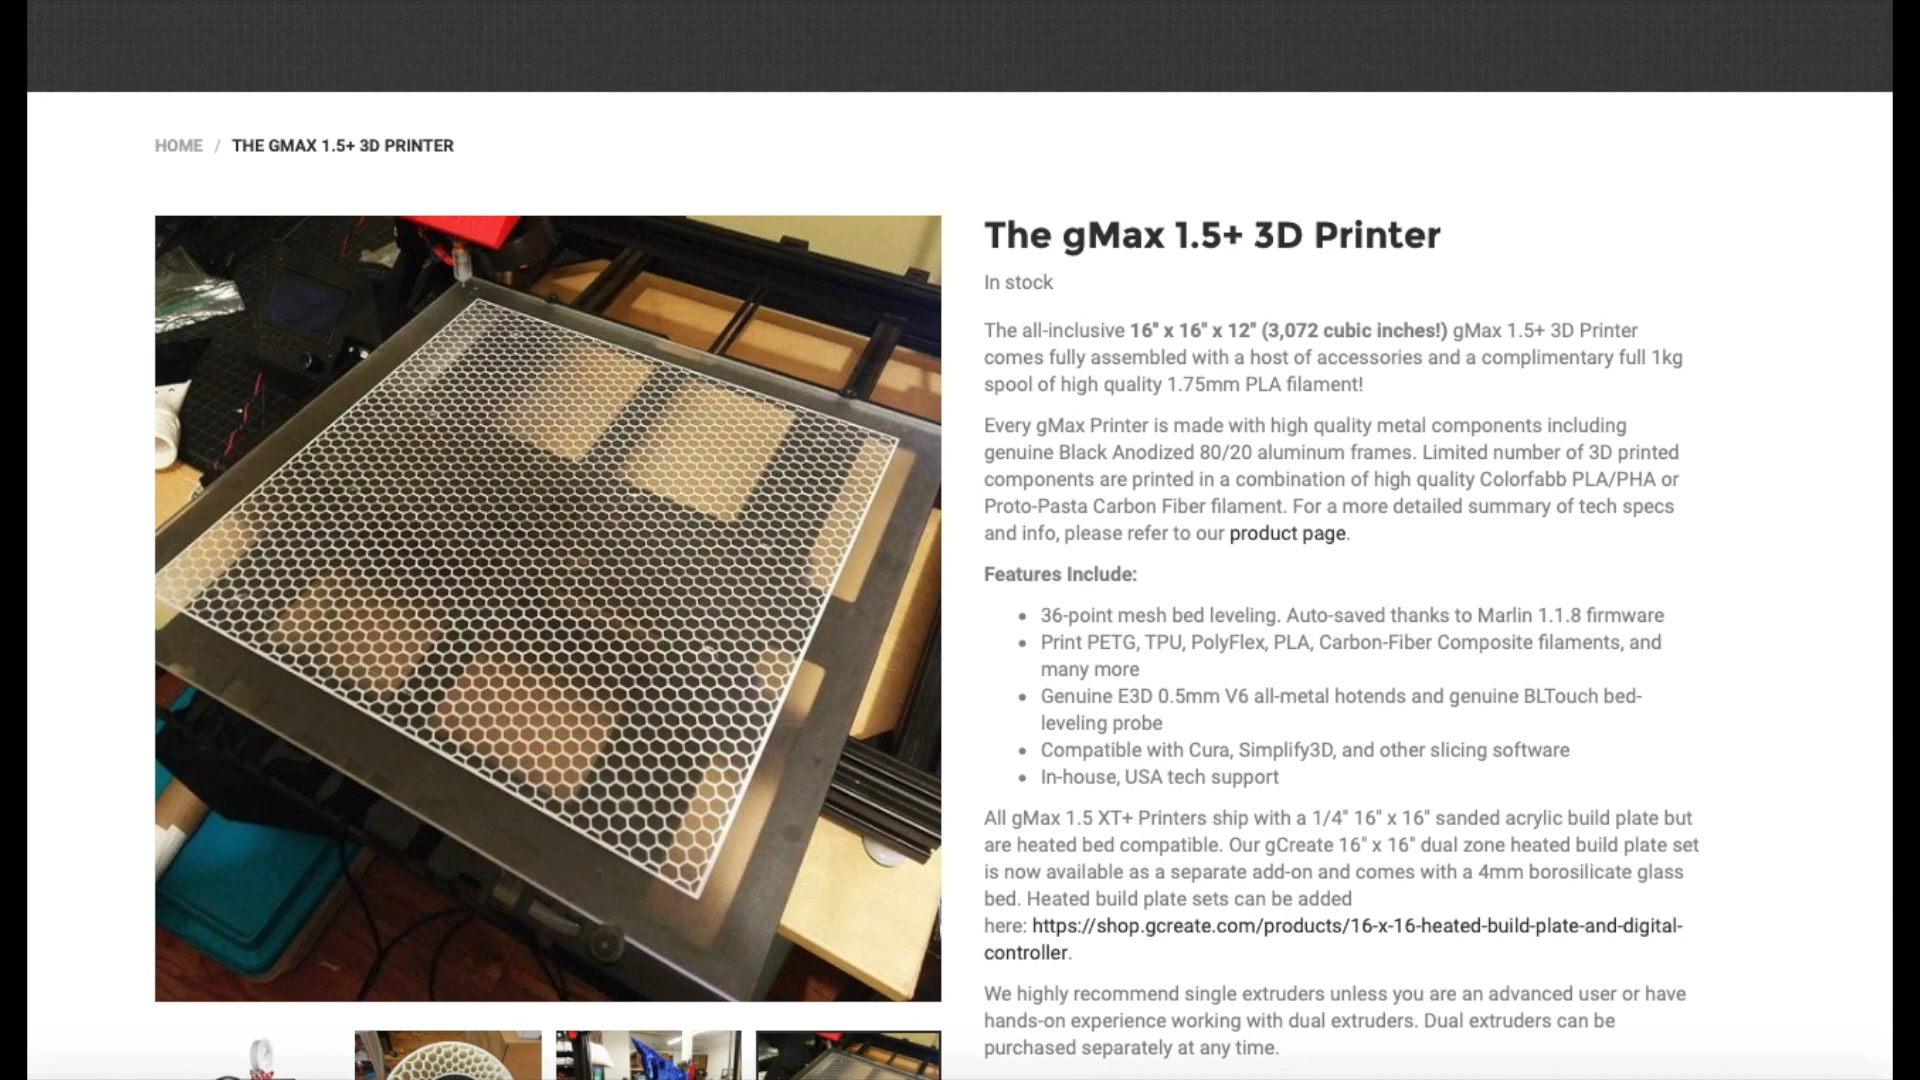 HOME / THE GMAX 1.5+ 3D PRINTER
The gMax 1.5+ 3D Printer
In stock
The all-inclusive 16" x 16" x 12" (3,072 cubic inches!) gMax 1.5+ 3D Printer
comes fully assembled with a host of accessories and a complimentary full 1kg
spool of high quality 1.75mm PLA filament!
Every gMax Printer is made with high quality metal components including
genuine Black Anodized 80/20 aluminum frames. Limited number of 3D printed
components are printed in a combination of high quality Colorfabb PLA/PHA or
Proto-Pasta Carbon Fiber filament. For a more detailed summary of tech specs
and info, please refer to our product page.
Features Include:
• 36-point mesh bed leveling. Auto-saved thanks to Marlin 1.1.8 firmware
• Print PETG, TPU, PolyFlex, PLA, Carbon-Fiber Composite filaments, and
many more
• Genuine E3D 0.5mm V6 all-metal hotends and genuine BLTouch bed-
leveling probe
• Compatible with Cura, Simplify3D, and other slicing software
• In-house, USA tech support
All gMax 1.5 XT+ Printers ship with a 1/4" 16" x 16" sanded acrylic build plate but
are heated bed compatible. Our gCreate 16" x 16" dual zone heated build plate set
is now available as a separate add-on and comes with a 4mm borosilicate glass
bed. Heated build plate sets can be added
here: https://shop.gcreate.com/products/16-x-16-heated-build-plate-and-digital-
controller.
We highly recommend single extruders unless you are an advanced user or have
hands-on experience working with dual extruders. Dual extruders can be
purchased separately at any time.